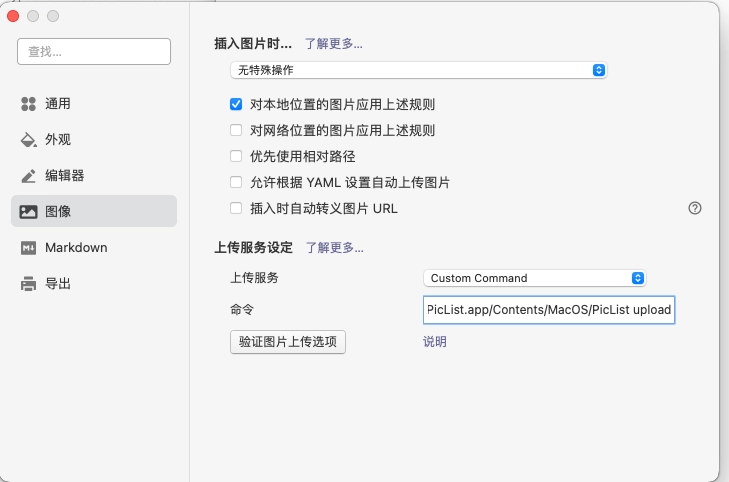 查找...
通用
外观
编辑器
图像
Markdown
导出
插入图片时... 了解更多...
无特殊操作
对本地位置的图片应用上述规则
对网络位置的图片应用上述规则
优先使用相对路径
允许根据 YAML 设置自动上传图片
插入时自动转义图片 URL
上传服务设定 了解更多...
上传服务 Custom Command
命令 PicList.app/Contents/MacOS/PicList upload
验证图片上传选项 说明